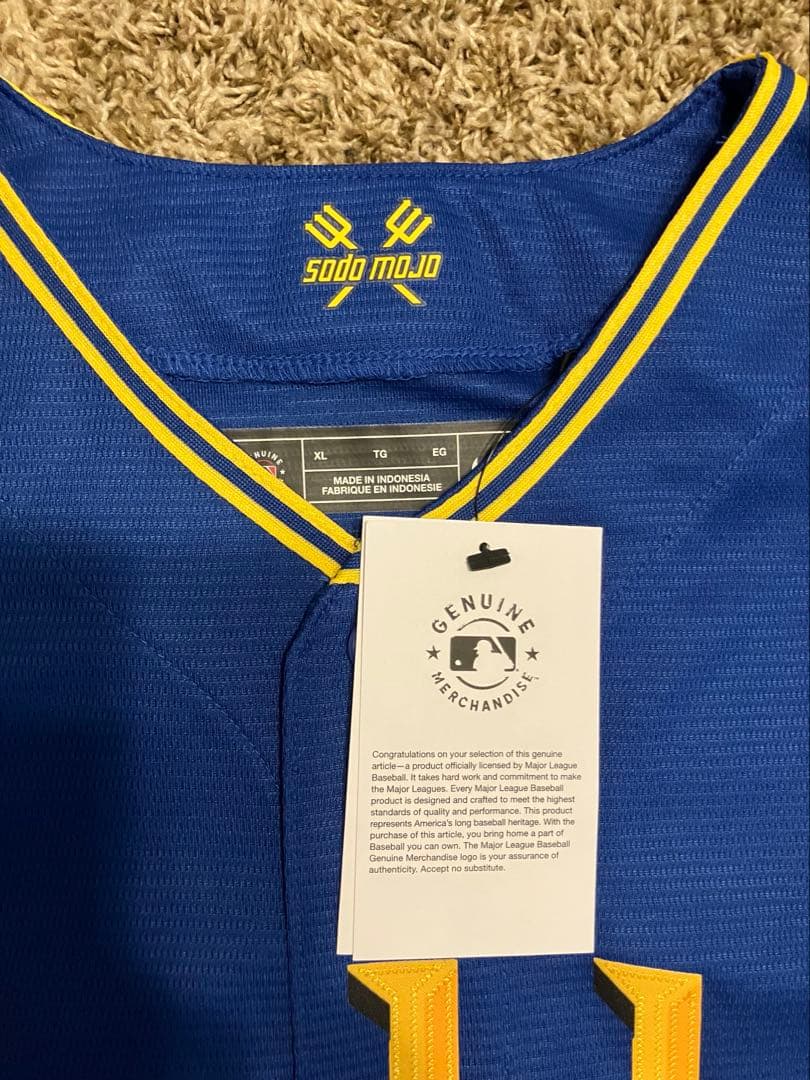 SODO MOJO
XL TG EG
MADE IN INDONESIA
FABRIQUE EN INDONESIE
GENUINE
MERCHANDISE
Congratulations on your selection of this genuine
article—a product officially licensed by Major League
Baseball. It takes hard work and commitment to make
the Major Leagues. Every Major League Baseball
product is designed and crafted to meet the highest
standards of quality and performance. This product
represents America's long baseball heritage. With the
purchase of this article, you bring home a part of
Baseball you can own. The Major League Baseball
Genuine Merchandise logo is your assurance of
authenticity. Accept no substitute.